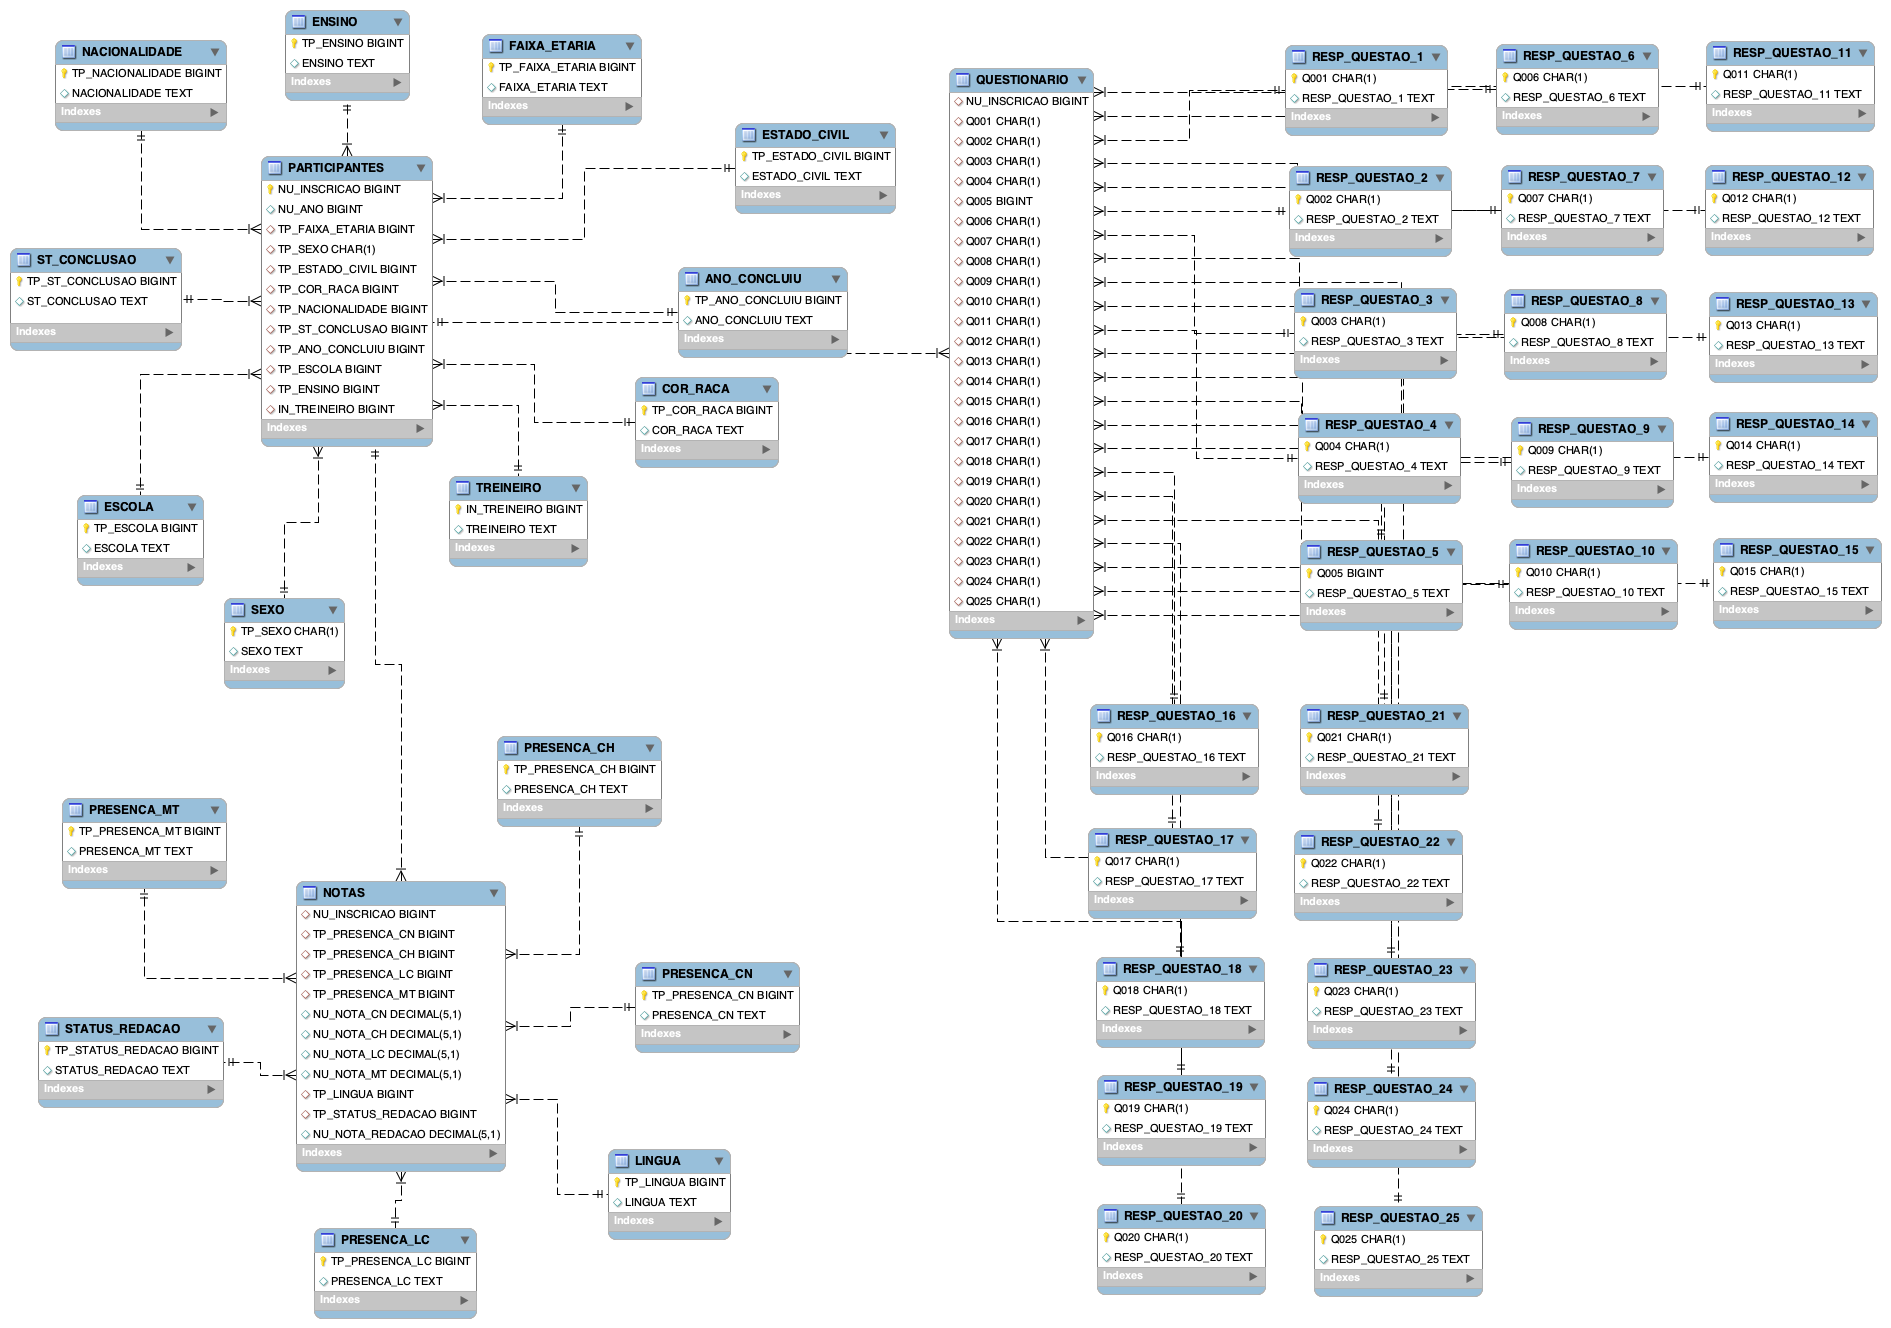 NACIONALIDADE
TP_NACIONALIDADE BIGINT
NACIONALIDADE TEXT
Indexes
ENSINO
TP_ENSINO BIGINT
ENSINO TEXT
Indexes
FAIXA_ETARIA
TP_FAIXA_ETARIA BIGINT
FAIXA_ETARIA TEXT
Indexes
ESTADO_CIVIL
TP_ESTADO_CIVIL BIGINT
ESTADO_CIVIL TEXT
Indexes
PARTICIPANTES
NU_INSCRICAO BIGINT
NU_ANO BIGINT
TP_FAIXA_ETARIA BIGINT
TP_SEXO CHAR(1)
TP_ESTADO_CIVIL BIGINT
TP_COR_RACA BIGINT
TP_NACIONALIDADE BIGINT
TP_ST_CONCLUSAO BIGINT
TP_ANO_CONCLUIU BIGINT
TP_ESCOLA BIGINT
TP_ENSINO BIGINT
IN_TREINEIRO BIGINT
Indexes
ST_CONCLUSAO
TP_ST_CONCLUSAO BIGINT
ST_CONCLUSAO TEXT
Indexes
ANO_CONCLUIU
TP_ANO_CONCLUIU BIGINT
ANO_CONCLUIU TEXT
Indexes
COR_RACA
TP_COR_RACA BIGINT
COR_RACA TEXT
Indexes
TREINEIRO
IN_TREINEIRO BIGINT
TREINEIRO TEXT
Indexes
ESCOLA
TP_ESCOLA BIGINT
ESCOLA TEXT
Indexes
SEXO
TP_SEXO CHAR(1)
SEXO TEXT
Indexes
PRESENCA_CH
TP_PRESENCA_CH BIGINT
PRESENCA_CH TEXT
Indexes
PRESENCA_MT
TP_PRESENCA_MT BIGINT
PRESENCA_MT TEXT
Indexes
NOTAS
NU_INSCRICAO BIGINT
TP_PRESENCA_CN BIGINT
TP_PRESENCA_CH BIGINT
TP_PRESENCA_LC BIGINT
TP_PRESENCA_MT BIGINT
NU_NOTA_CN DECIMAL(5,1)
NU_NOTA_CH DECIMAL(5,1)
NU_NOTA_LC DECIMAL(5,1)
NU_NOTA_MT DECIMAL(5,1)
TP_LINGUA BIGINT
TP_STATUS_REDACAO BIGINT
NU_NOTA_REDACAO DECIMAL(5,1)
Indexes
PRESENCA_CN
TP_PRESENCA_CN BIGINT
PRESENCA_CN TEXT
Indexes
STATUS_REDACAO
TP_STATUS_REDACAO BIGINT
STATUS_REDACAO TEXT
Indexes
LINGUA
TP_LINGUA BIGINT
LINGUA TEXT
Indexes
PRESENCA_LC
TP_PRESENCA_LC BIGINT
PRESENCA_LC TEXT
Indexes
QUESTIONARIO
NU_INSCRICAO BIGINT
Q001 CHAR(1)
Q002 CHAR(1)
Q003 CHAR(1)
Q004 CHAR(1)
Q005 BIGINT
Q006 CHAR(1)
Q007 CHAR(1)
Q008 CHAR(1)
Q009 CHAR(1)
Q010 CHAR(1)
Q011 CHAR(1)
Q012 CHAR(1)
Q013 CHAR(1)
Q014 CHAR(1)
Q015 CHAR(1)
Q016 CHAR(1)
Q017 CHAR(1)
Q018 CHAR(1)
Q019 CHAR(1)
Q020 CHAR(1)
Q021 CHAR(1)
Q022 CHAR(1)
Q023 CHAR(1)
Q024 CHAR(1)
Q025 CHAR(1)
Indexes
RESP_QUESTAO_1
Q001 CHAR(1)
RESP_QUESTAO_1 TEXT
Indexes
RESP_QUESTAO_6
Q006 CHAR(1)
RESP_QUESTAO_6 TEXT
Indexes
RESP_QUESTAO_11
Q011 CHAR(1)
RESP_QUESTAO_11 TEXT
Indexes
RESP_QUESTAO_2
Q002 CHAR(1)
RESP_QUESTAO_2 TEXT
Indexes
RESP_QUESTAO_7
Q007 CHAR(1)
RESP_QUESTAO_7 TEXT
Indexes
RESP_QUESTAO_12
Q012 CHAR(1)
RESP_QUESTAO_12 TEXT
Indexes
RESP_QUESTAO_3
Q003 CHAR(1)
RESP_QUESTAO_3 TEXT
Indexes
RESP_QUESTAO_8
Q008 CHAR(1)
RESP_QUESTAO_8 TEXT
Indexes
RESP_QUESTAO_13
Q013 CHAR(1)
RESP_QUESTAO_13 TEXT
Indexes
RESP_QUESTAO_4
Q004 CHAR(1)
RESP_QUESTAO_4 TEXT
Indexes
RESP_QUESTAO_9
Q009 CHAR(1)
RESP_QUESTAO_9 TEXT
Indexes
RESP_QUESTAO_14
Q014 CHAR(1)
RESP_QUESTAO_14 TEXT
Indexes
RESP_QUESTAO_5
Q005 BIGINT
RESP_QUESTAO_5 TEXT
Indexes
RESP_QUESTAO_10
Q010 CHAR(1)
RESP_QUESTAO_10 TEXT
Indexes
RESP_QUESTAO_15
Q015 CHAR(1)
RESP_QUESTAO_15 TEXT
Indexes
RESP_QUESTAO_16
Q016 CHAR(1)
RESP_QUESTAO_16 TEXT
Indexes
RESP_QUESTAO_21
Q021 CHAR(1)
RESP_QUESTAO_21 TEXT
Indexes
RESP_QUESTAO_17
Q017 CHAR(1)
RESP_QUESTAO_17 TEXT
Indexes
RESP_QUESTAO_22
Q022 CHAR(1)
RESP_QUESTAO_22 TEXT
Indexes
RESP_QUESTAO_18
Q018 CHAR(1)
RESP_QUESTAO_18 TEXT
Indexes
RESP_QUESTAO_23
Q023 CHAR(1)
RESP_QUESTAO_23 TEXT
Indexes
RESP_QUESTAO_19
Q019 CHAR(1)
RESP_QUESTAO_19 TEXT
Indexes
RESP_QUESTAO_24
Q024 CHAR(1)
RESP_QUESTAO_24 TEXT
Indexes
RESP_QUESTAO_20
Q020 CHAR(1)
RESP_QUESTAO_20 TEXT
Indexes
RESP_QUESTAO_25
Q025 CHAR(1)
RESP_QUESTAO_25 TEXT
Indexes